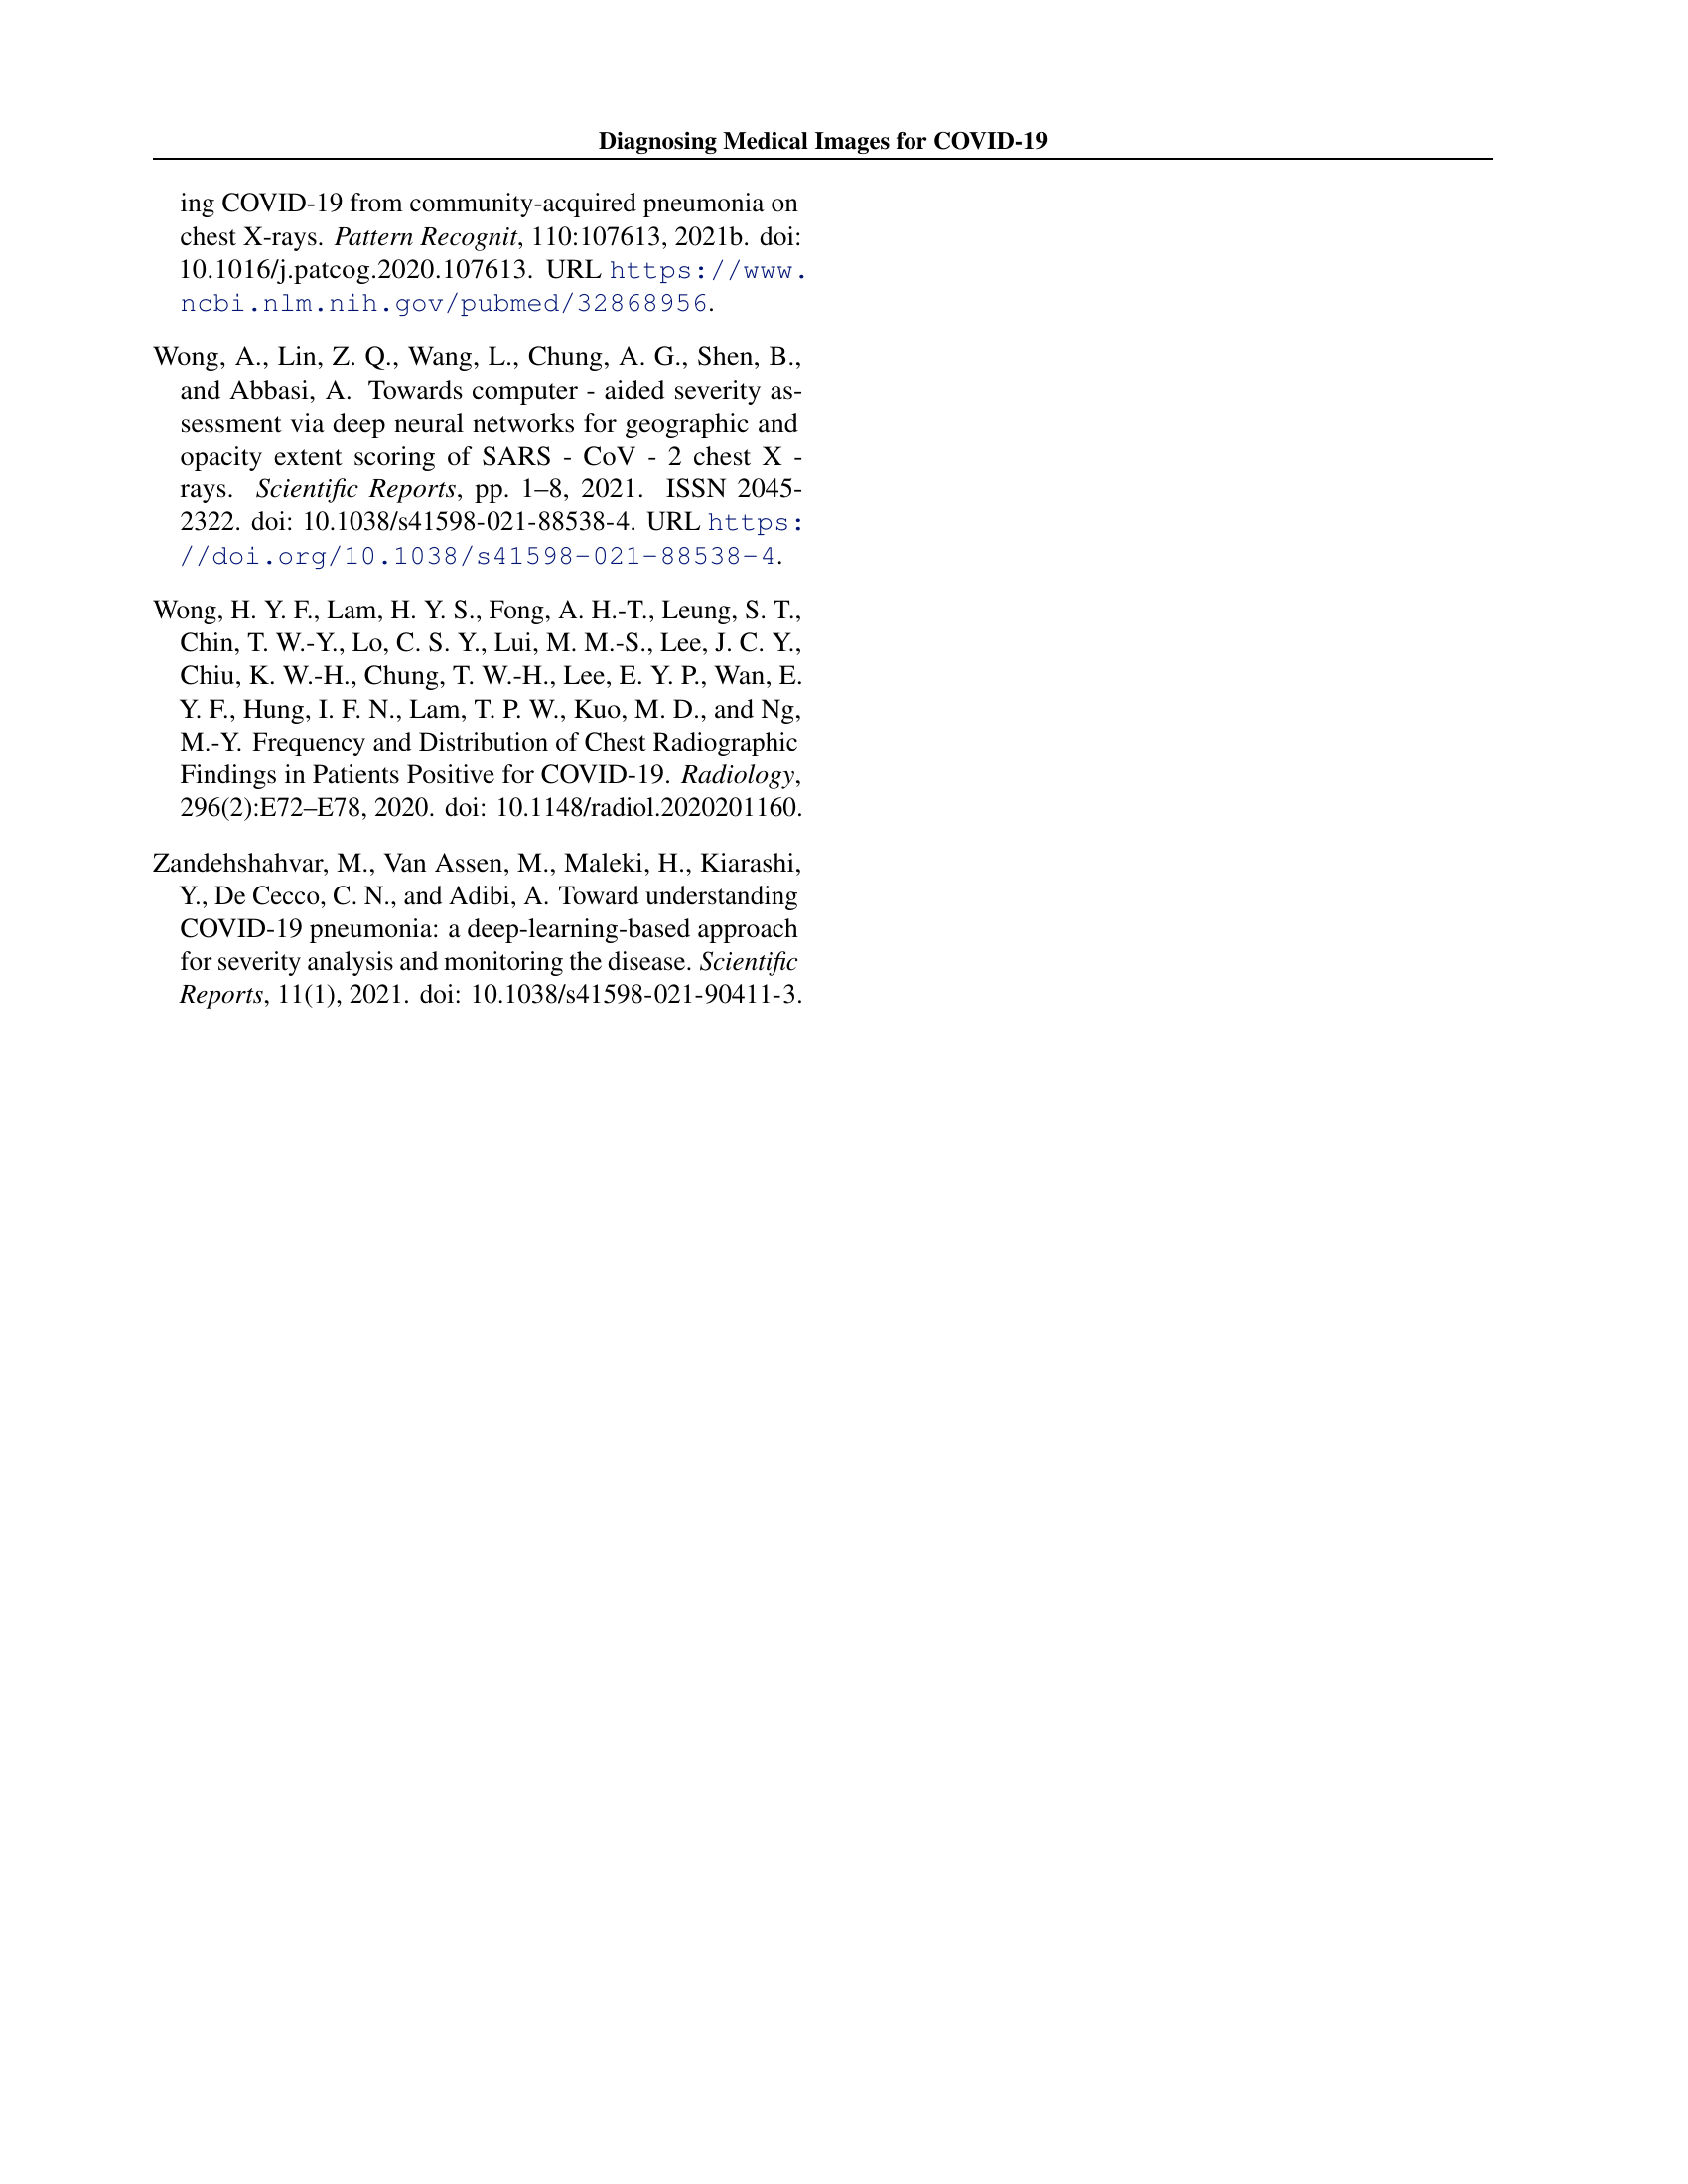 Diagnosing Medical Images for COVID-19
ing COVID-19 from community-acquired pneumonia on
chest X-rays. Pattern Recognit, 110:107613, 2021b. doi:
10.1016/j.patcog.2020.107613. URL https://www.
ncbi.nlm.nih.gov/pubmed/32868956.
Wong, A., Lin, Z. Q., Wang, L., Chung, A. G., Shen, B.,
and Abbasi, A. Towards computer - aided severity as-
sessment via deep neural networks for geographic and
opacity extent scoring of SARS - CoV - 2 chest X -
rays. Scientific Reports, pp. 1–8, 2021. ISSN 2045-
2322. doi: 10.1038/s41598-021-88538-4. URL https:
//doi.org/10.1038/s41598-021-88538-4.
Wong, H. Y. F., Lam, H. Y. S., Fong, A. H.-T., Leung, S. T.,
Chin, T. W.-Y., Lo, C. S. Y., Lui, M. M.-S., Lee, J. C. Y.,
Chiu, K. W.-H., Chung, T. W.-H., Lee, E. Y. P., Wan, E.
Y. F., Hung, I. F. N., Lam, T. P. W., Kuo, M. D., and Ng,
M.-Y. Frequency and Distribution of Chest Radiographic
Findings in Patients Positive for COVID-19. Radiology,
296(2):E72–E78, 2020. doi: 10.1148/radiol.2020201160.
Zandehshahvar, M., Van Assen, M., Maleki, H., Kiarashi,
Y., De Cecco, C. N., and Adibi, A. Toward understanding
COVID-19 pneumonia: a deep-learning-based approach
for severity analysis and monitoring the disease. Scientific
Reports, 11(1), 2021. doi: 10.1038/s41598-021-90411-3.